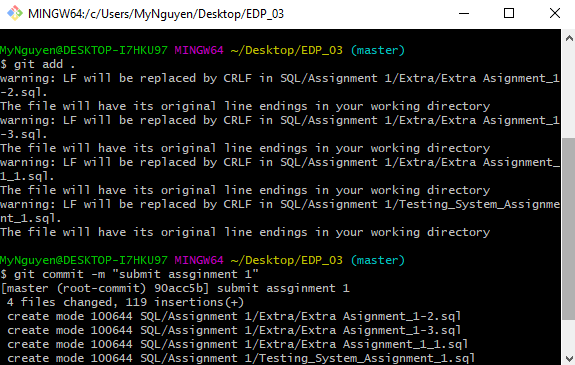 MINGW64:/c/Users/MyNguyen/Desktop/EDP_03
MyNguyen@DESKTOP-I7HKU97 MINGW64 ~/Desktop/EDP_03 (master)
$ git add .
warning: LF will be replaced by CRLF in SQL/Assignment 1/Extra/Extra Asignment_1
-2.sql.
The file will have its original line endings in your working directory
warning: LF will be replaced by CRLF in SQL/Assignment 1/Extra/Extra Asignment_1
-3.sql.
The file will have its original line endings in your working directory
warning: LF will be replaced by CRLF in SQL/Assignment 1/Extra/Extra Assignment_
1_1.sql.
The file will have its original line endings in your working directory
warning: LF will be replaced by CRLF in SQL/Assignment 1/Testing_System_Assignme
nt_1.sql.
The file will have its original line endings in your working directory
MyNguyen@DESKTOP-I7HKU97 MINGW64 ~/Desktop/EDP_03 (master)
$ git commit -m "submit assginment 1"
[master (root-commit) 90acc5b] submit assginment 1
 4 files changed, 119 insertions(+)
 create mode 100644 SQL/Assignment 1/Extra/Extra Asignment_1-2.sql
 create mode 100644 SQL/Assignment 1/Extra/Extra Asignment_1-3.sql
 create mode 100644 SQL/Assignment 1/Extra/Extra Assignment_1_1.sql
 create mode 100644 SQL/Assignment 1/Testing_System_Assignment_1.sql